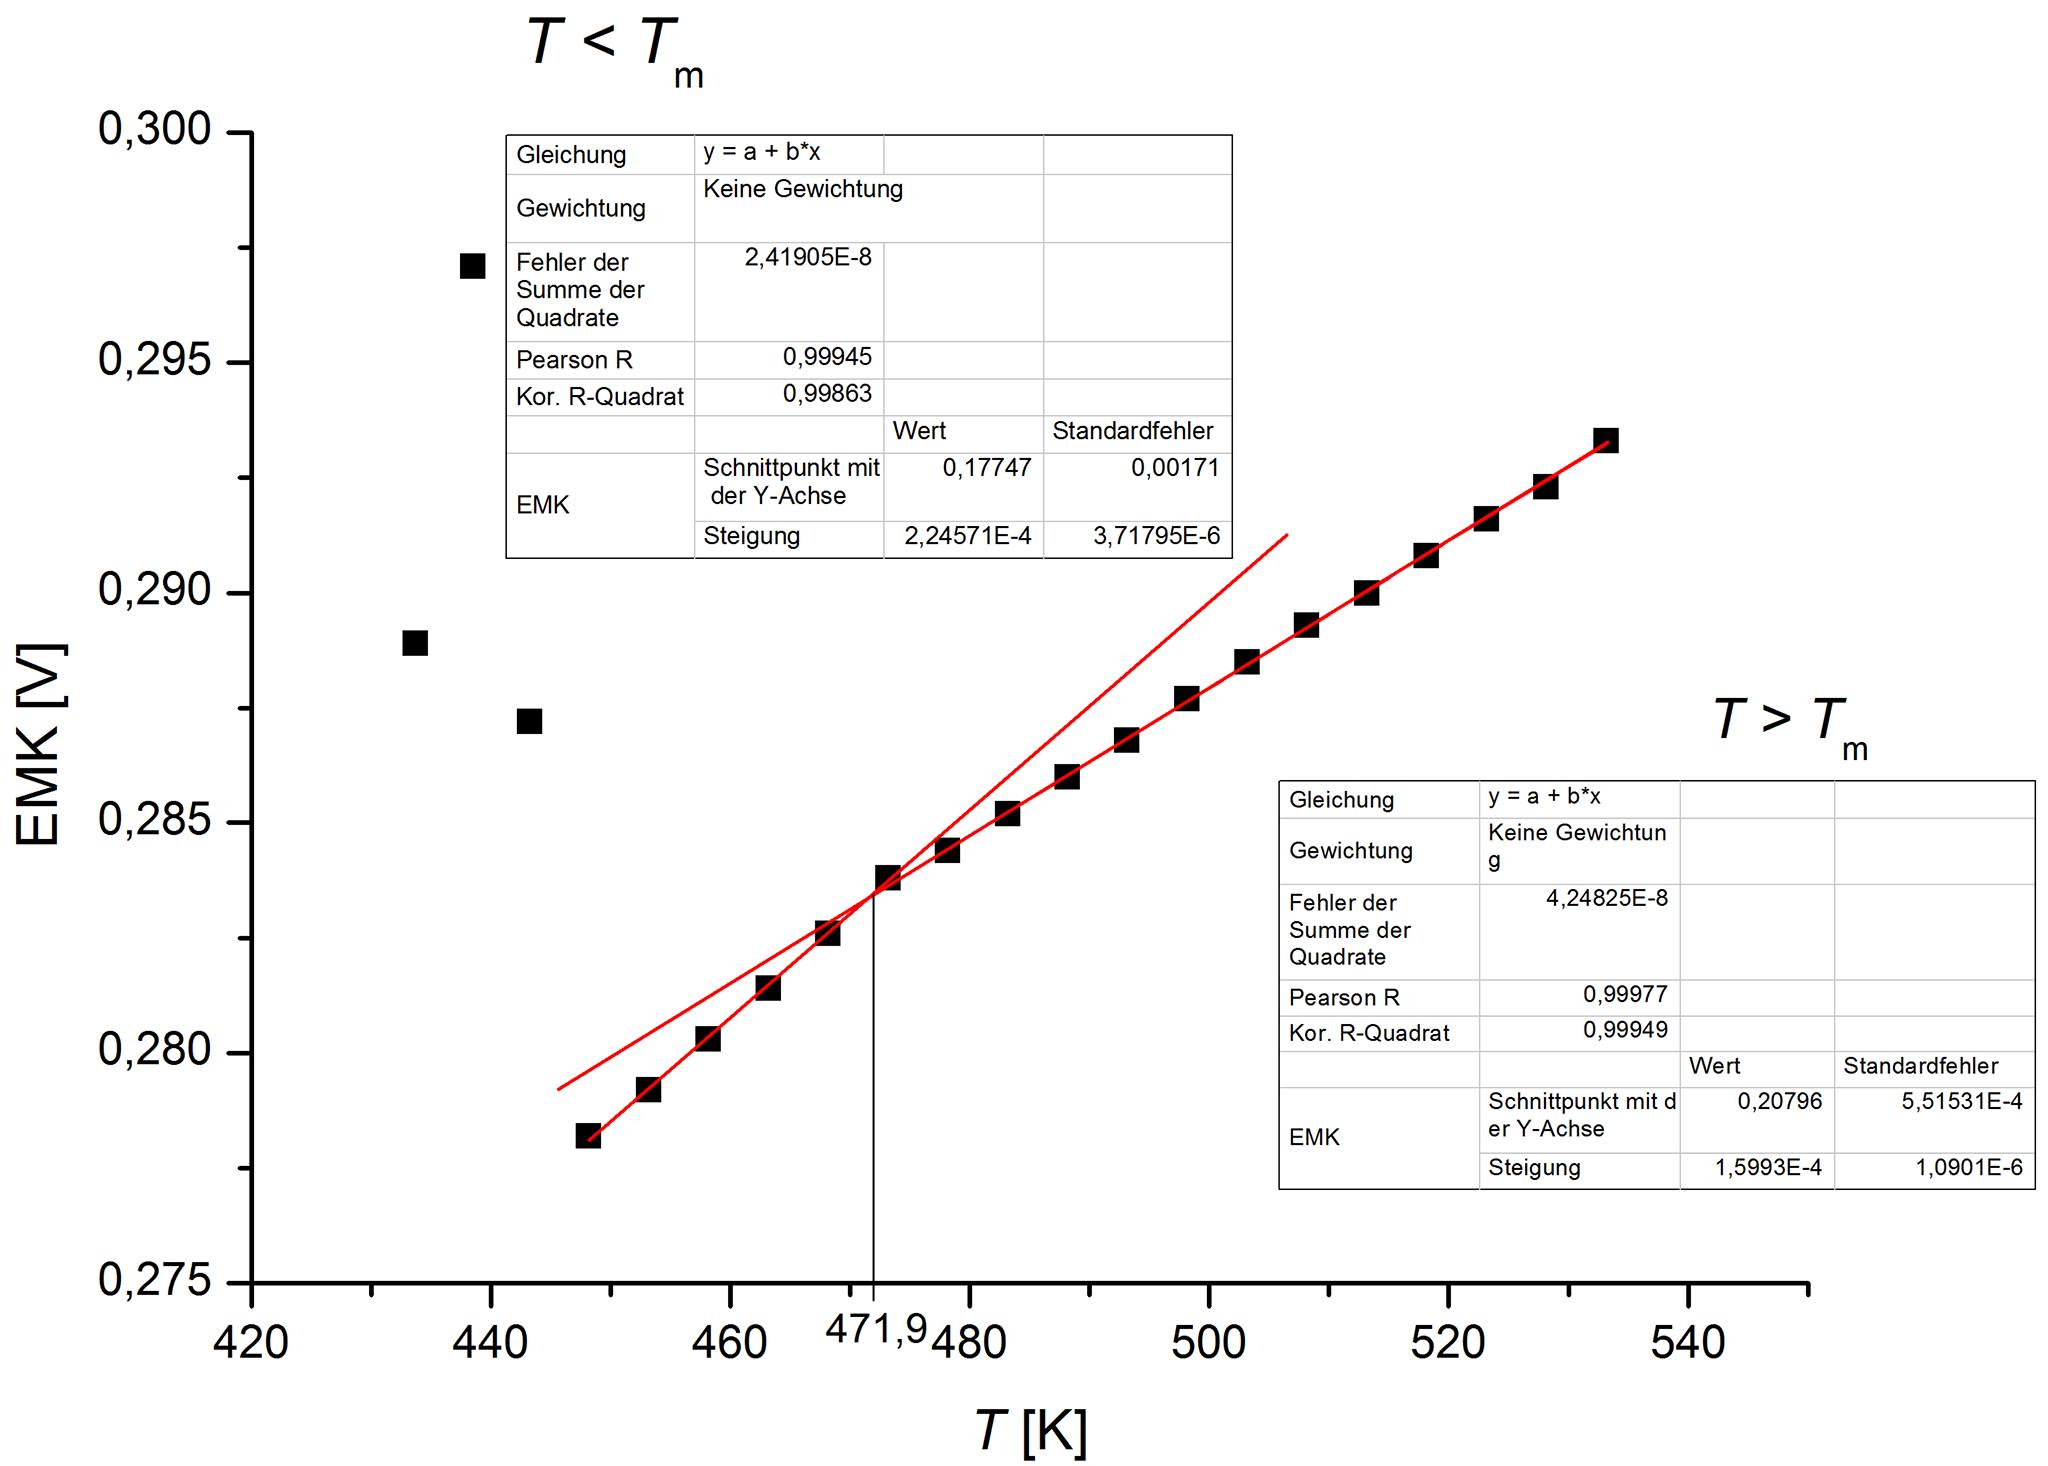 T < Tm
0,300
0,295
0,290
0,285
0,280
0,275
EMK [V]
Gleichung y = a + b*x
Gewichtung Keine Gewichtung
Fehler der Summe der Quadrate 2,41905E-8
Pearson R 0,99945
Kor. R-Quadrat 0,99863
Wert Standardfehler
EMK Schnittpunkt mit der Y-Achse 0,17747 0,00171
Steigung 2,24571E-4 3,71795E-6
T > Tm
Gleichung y = a + b*x
Gewichtung Keine Gewichtun
g
Fehler der Summe der Quadrate 4,24825E-8
Pearson R 0,99977
Kor. R-Quadrat 0,99949
Wert Standardfehler
EMK Schnittpunkt mit d
er Y-Achse 0,20796 5,51531E-4
Steigung 1,5993E-4 1,0901E-6
420 440 460 471,9 480 500 520 540
T [K]